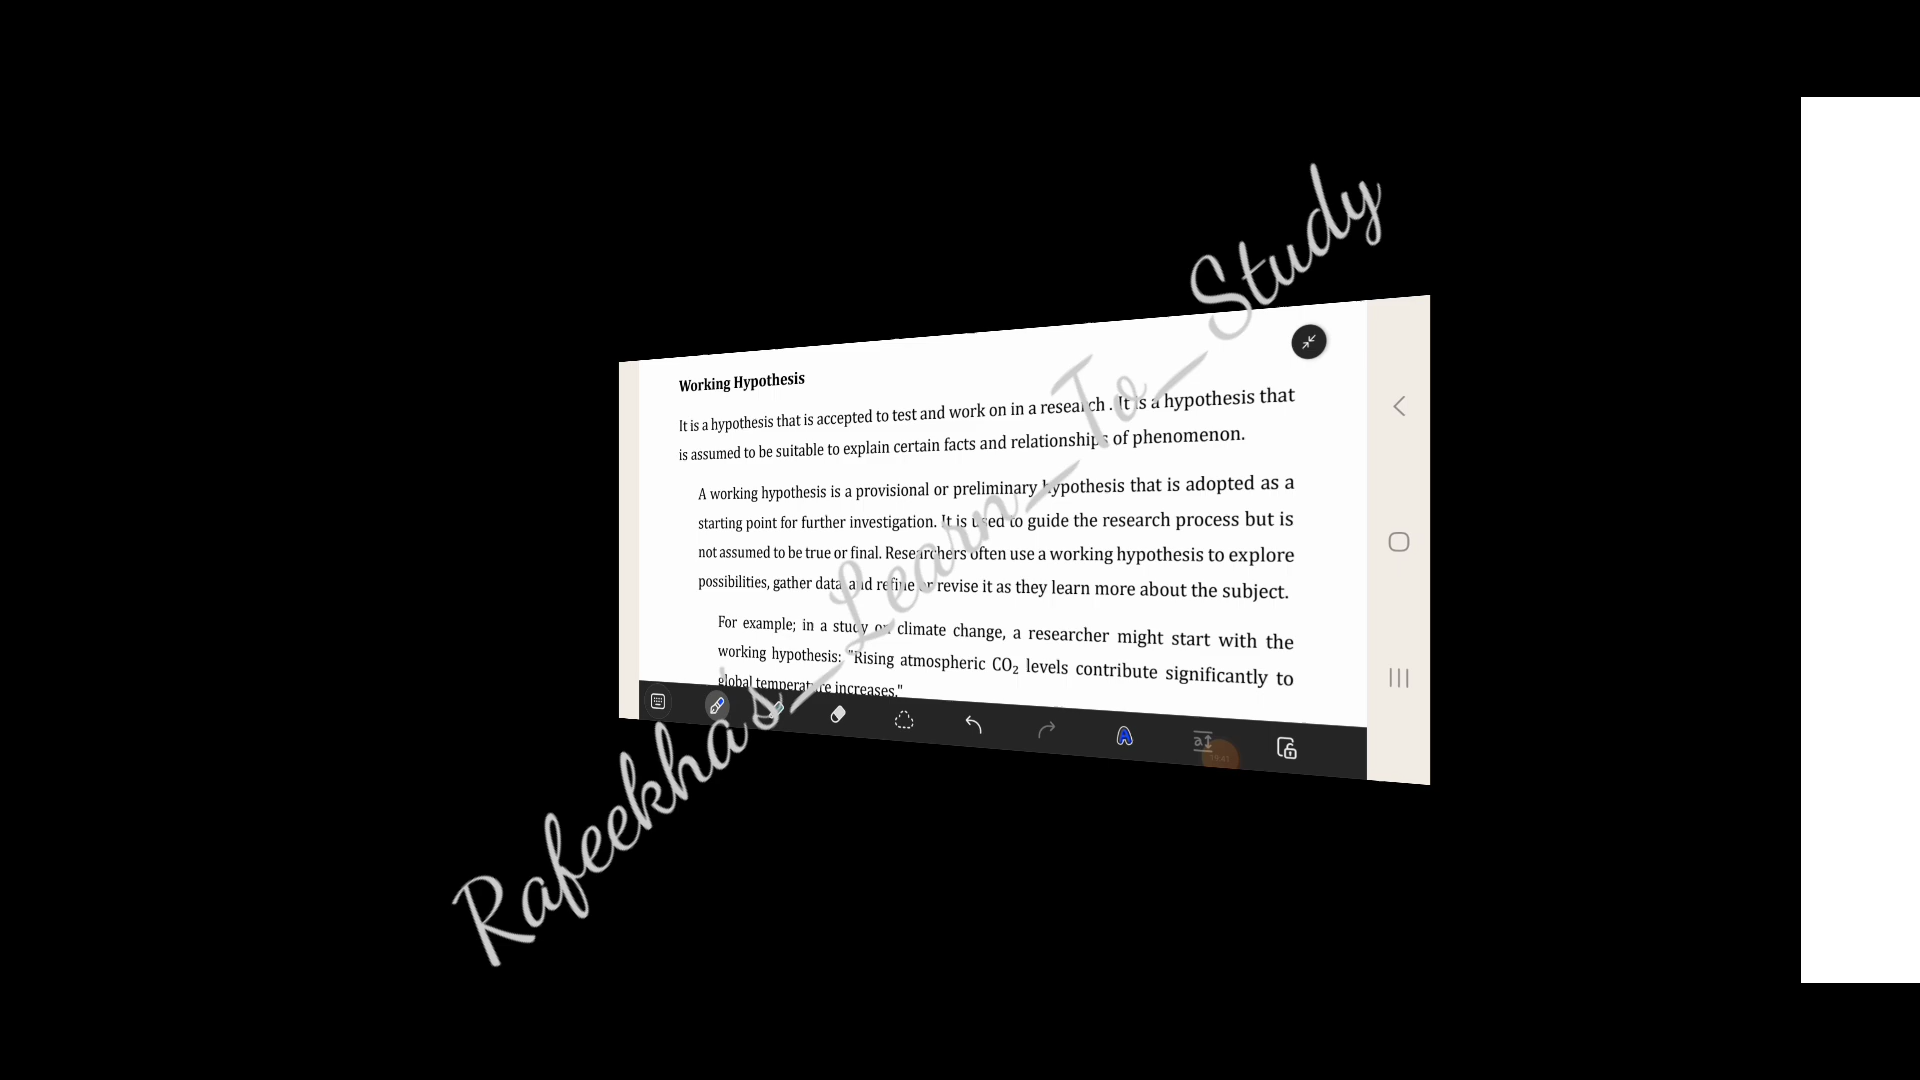 Working Hypothesis
It is a hypothesis that is accepted to test and work on in a research . It is a hypothesis that
is assumed to be suitable to explain certain facts and relationships of phenomenon.
A working hypothesis is a provisional or preliminary hypothesis that is adopted as a
starting point for further investigation. It is used to guide the research process but is
not assumed to be true or final. Researchers often use a working hypothesis to explore
possibilities, gather data, and refine or revise it as they learn more about the subject.
For example; in a study on climate change, a researcher might start with the
working hypothesis: "Rising atmospheric CO₂ levels contribute significantly to
global temperature increases."
Rafeekha's_Learn_To_Study
19:41